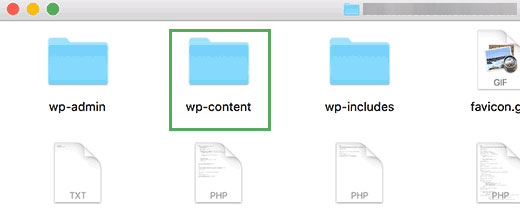 GIF
wp-admin
wp-content
wp-includes
favicon.g
TXT
PHP
PHP
PHP